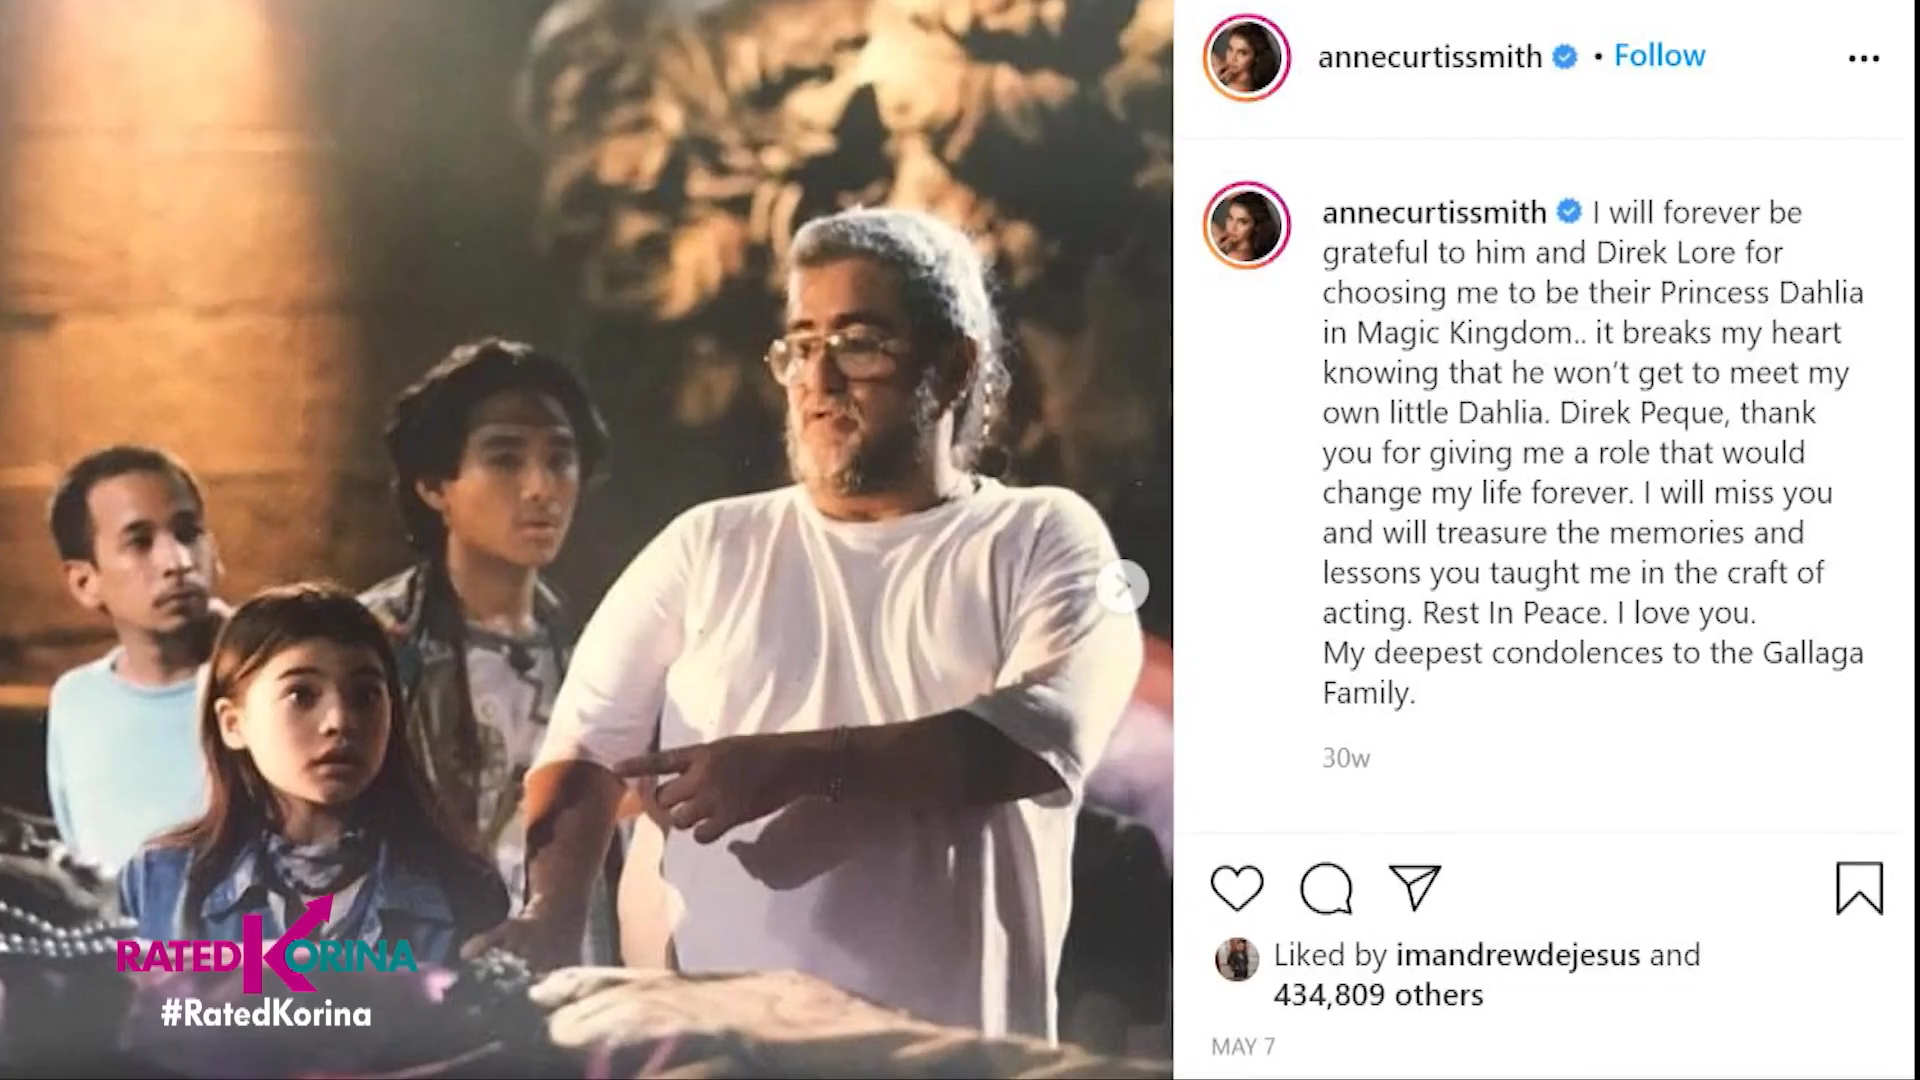 annecurtissmith • Follow
annecurtissmith I will forever be
grateful to him and Direk Lore for
choosing me to be their Princess Dahlia
in Magic Kingdom.. it breaks my heart
knowing that he won’t get to meet my
own little Dahlia. Direk Peque, thank
you for giving me a role that would
change my life forever. I will miss you
and will treasure the memories and
lessons you taught me in the craft of
acting. Rest In Peace. I love you.
My deepest condolences to the Gallaga
Family.
30w
Liked by imandrewdejesus and
434,809 others
MAY 7
RATED KORINA
#RatedKorina